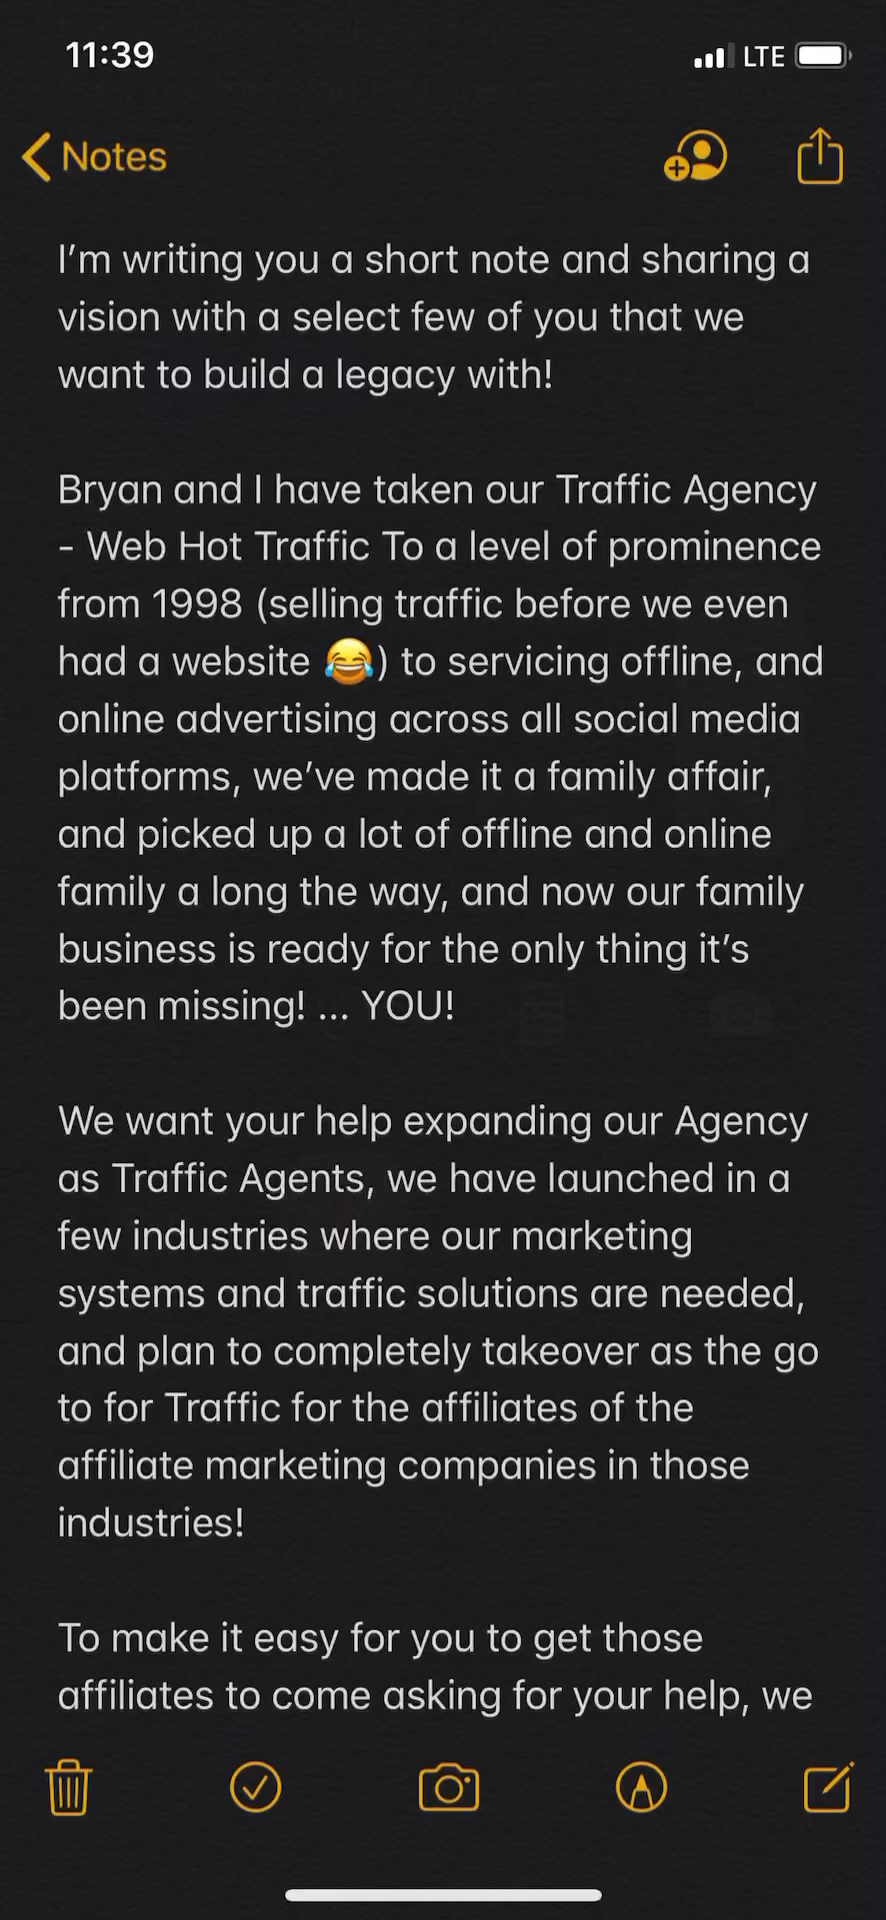 11:39
LTE
Notes
I’m writing you a short note and sharing a
vision with a select few of you that we
want to build a legacy with!
Bryan and I have taken our Traffic Agency
- Web Hot Traffic To a level of prominence
from 1998 (selling traffic before we even
had a website 😂) to servicing offline, and
online advertising across all social media
platforms, we’ve made it a family affair,
and picked up a lot of offline and online
family a long the way, and now our family
business is ready for the only thing it’s
been missing! ... YOU!
We want your help expanding our Agency
as Traffic Agents, we have launched in a
few industries where our marketing
systems and traffic solutions are needed,
and plan to completely takeover as the go
to for Traffic for the affiliates of the
affiliate marketing companies in those
industries!
To make it easy for you to get those
affiliates to come asking for your help, we